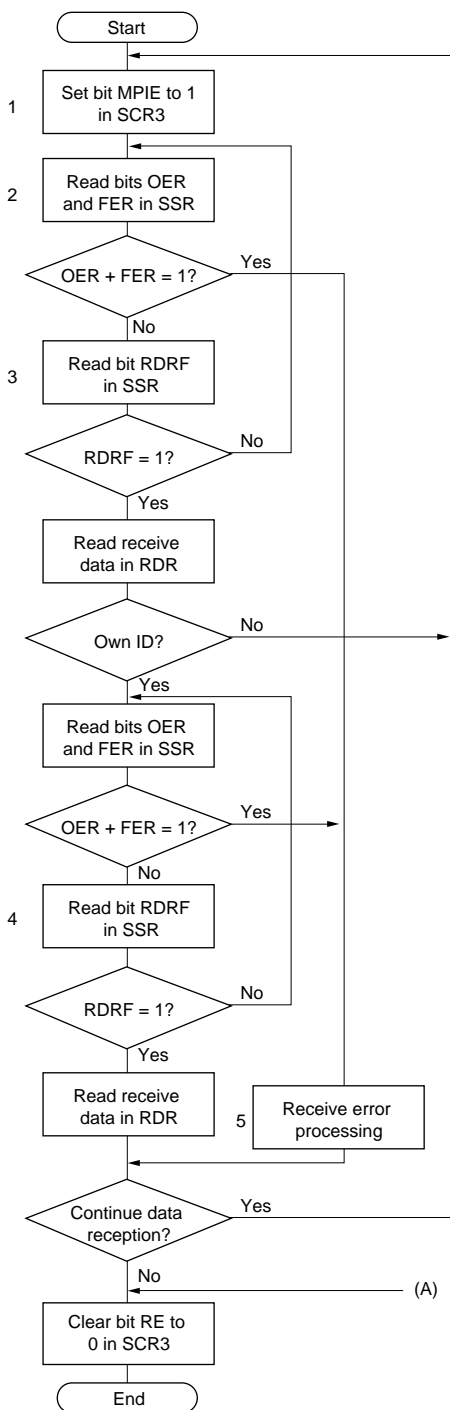 Start
1
Set bit MPIE to 1
in SCR3
2
Read bits OER
and FER in SSR
OER + FER = 1?
Yes
No
3
Read bit RDRF
in SSR
RDRF = 1?
No
Yes
Read receive
data in RDR
Own ID?
No
Yes
Read bits OER
and FER in SSR
OER + FER = 1?
Yes
No
4
Read bit RDRF
in SSR
RDRF = 1?
No
Yes
Read receive
data in RDR
5
Receive error
processing
Continue data
reception?
Yes
No
(A)
Clear bit RE to
0 in SCR3
End